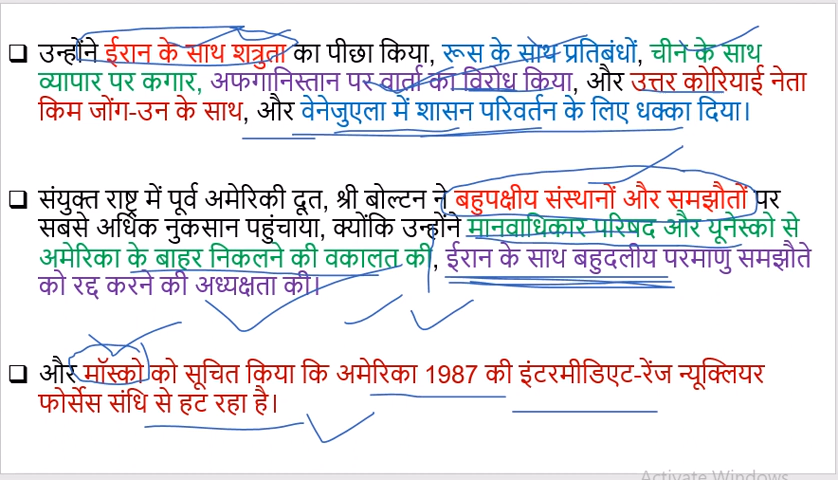 ❑ उन्होंने ईरान के साथ शत्रुता का पीछा किया, रूस के साथ प्रतिबंधों, चीन के साथ
व्यापार पर कगार, अफगानिस्तान पर वार्ता का विरोध किया, और उत्तर कोरियाई नेता
किम जोंग-उन के साथ, और वेनेजुएला में शासन परिवर्तन के लिए धक्का दिया।
❑ संयुक्त राष्ट्र में पूर्व अमेरिकी दूत, श्री बोल्टन ने बहुपक्षीय संस्थानों और समझौतों पर
सबसे अधिक नुकसान पहुंचाया, क्योंकि उन्होंने मानवाधिकार परिषद और यूनेस्को से
अमेरिका के बाहर निकलने की वकालत की, ईरान के साथ बहुदलीय परमाणु समझौते
को रद्द करने की अध्यक्षता की।
❑ और मॉस्को को सूचित किया कि अमेरिका 1987 की इंटरमीडिएट-रेंज न्यूक्लियर
फोर्सेस संधि से हट रहा है।
Activate Windows